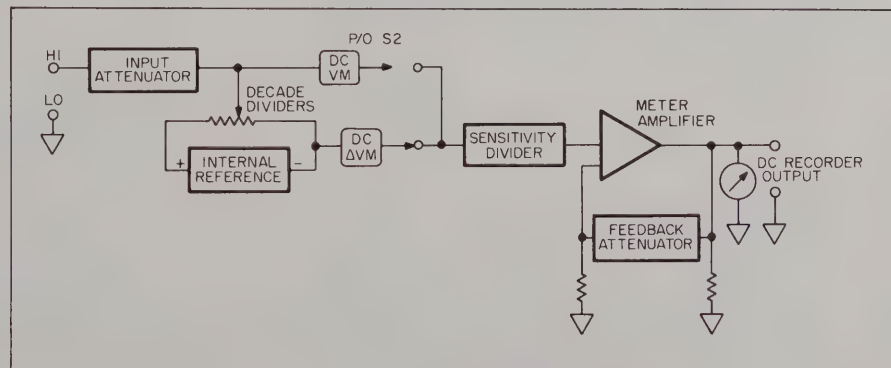 HI
INPUT
ATTENUATOR
LO
P/O S2
DC
VM
DECADE
DIVIDERS
+
INTERNAL
REFERENCE
-
DC
ΔVM
SENSITIVITY
DIVIDER
METER
AMPLIFIER
FEEDBACK
ATTENUATOR
DC RECORDER
OUTPUT